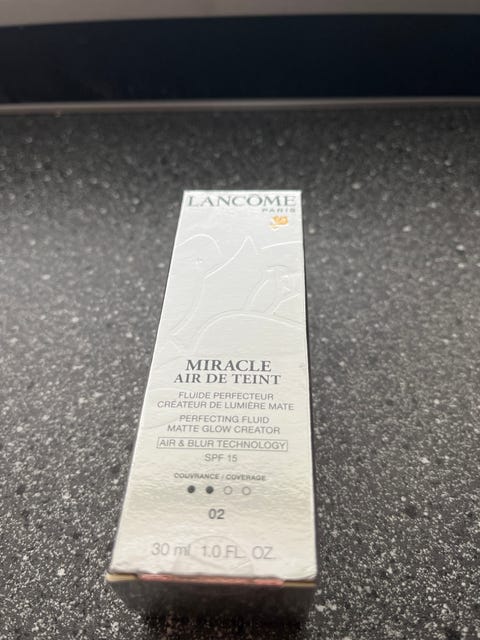 LANCÔME
PARIS
MIRACLE
AIR DE TEINT
FLUIDE PERFECTEUR
CRÉATEUR DE LUMIÈRE MATE
PERFECTING FLUID
MATTE GLOW CREATOR
AIR & BLUR TECHNOLOGY
SPF 15
COUVRANCE / COVERAGE
02
30 ml 1.0 FL. OZ.